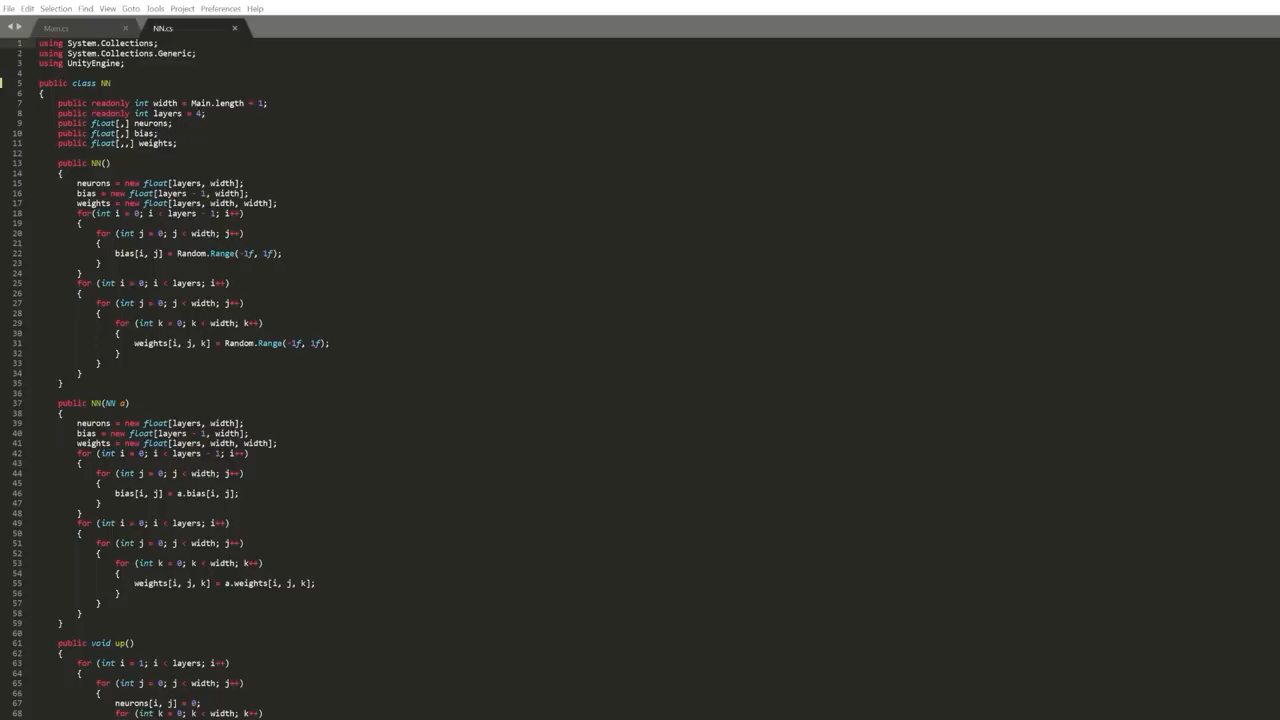 File Edit Selection Find View Goto Tools Project Preferences Help
Main.cs × NN.cs ×
1 using System.Collections;
2 using System.Collections.Generic;
3 using UnityEngine;
4
5 public class NN
6 {
7 public readonly int width = Main.length + 1;
8 public readonly int layers = 4;
9 public float[,] neurons;
10 public float[,] bias;
11 public float[,,] weights;
12
13 public NN()
14 {
15 neurons = new float[layers, width];
16 bias = new float[layers - 1, width];
17 weights = new float[layers, width, width];
18 for(int i = 0; i < layers - 1; i++)
19 {
20 for (int j = 0; j < width; j++)
21 {
22 bias[i, j] = Random.Range(-1f, 1f);
23 }
24 }
25 for (int i = 0; i < layers; i++)
26 {
27 for (int j = 0; j < width; j++)
28 {
29 for (int k = 0; k < width; k++)
30 {
31 weights[i, j, k] = Random.Range(-1f, 1f);
32 }
33 }
34 }
35 }
36
37 public NN(NN a)
38 {
39 neurons = new float[layers, width];
40 bias = new float[layers - 1, width];
41 weights = new float[layers, width, width];
42 for (int i = 0; i < layers - 1; i++)
43 {
44 for (int j = 0; j < width; j++)
45 {
46 bias[i, j] = a.bias[i, j];
47 }
48 }
49 for (int i = 0; i < layers; i++)
50 {
51 for (int j = 0; j < width; j++)
52 {
53 for (int k = 0; k < width; k++)
54 {
55 weights[i, j, k] = a.weights[i, j, k];
56 }
57 }
58 }
59 }
60
61 public void up()
62 {
63 for (int i = 1; i < layers; i++)
64 {
65 for (int j = 0; j < width; j++)
66 {
67 neurons[i, j] = 0;
68 for (int k = 0; k < width; k++)